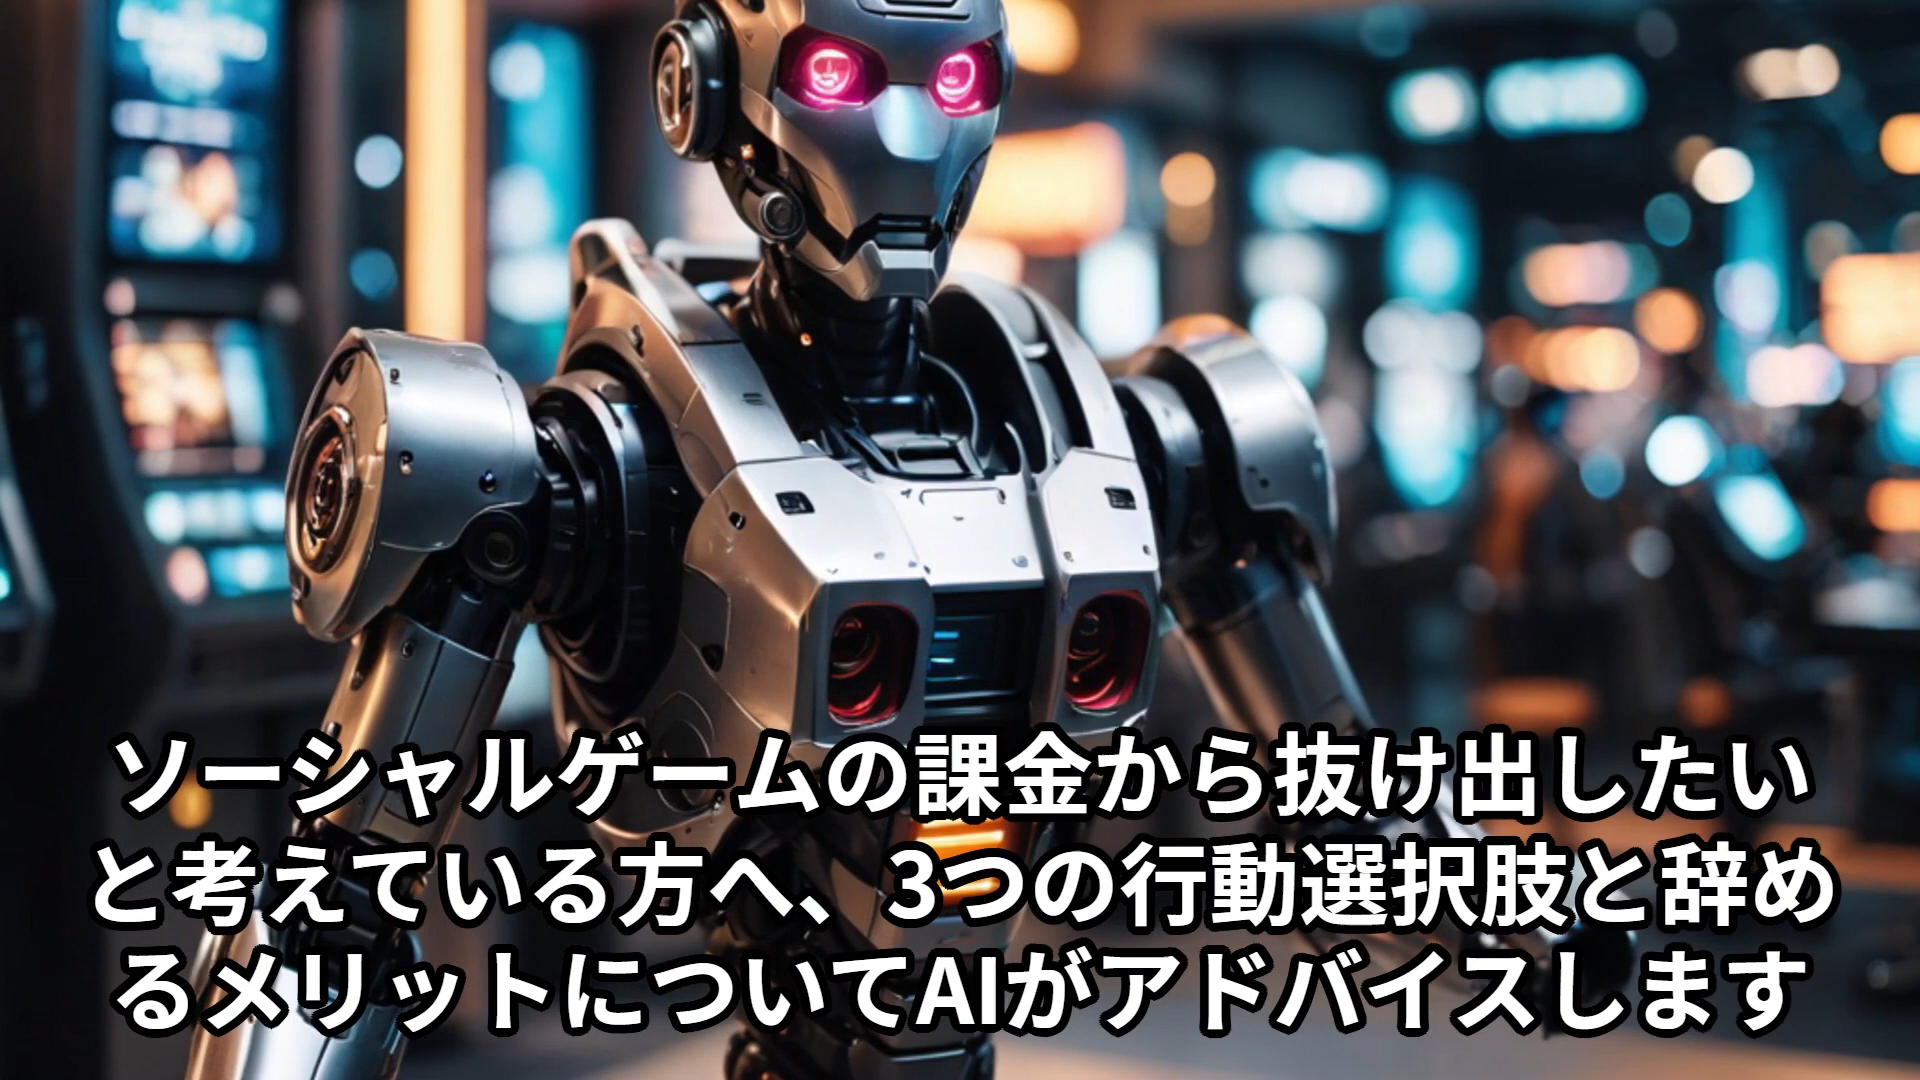 ソーシャルゲームの課金から抜け出したい
と考えている方へ、3つの行動選択肢と辞め
るメリットについてAIがアドバイスします